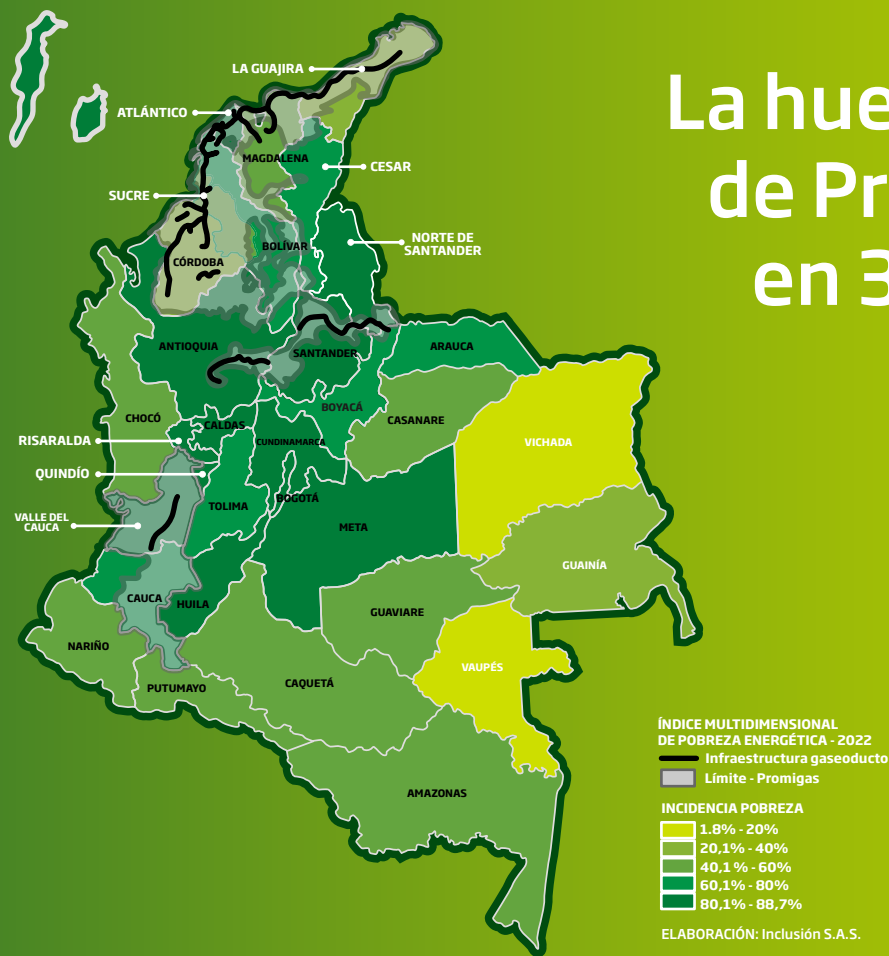 La hue
de Pr
en 3
LA GUAJIRA
ATLÁNTICO
MAGDALENA
CESAR
SUCRE
NORTE DE
SANTANDER
BOLÍVAR
CÓRDOBA
ANTIOQUIA
SANTANDER
ARAUCA
BOYACÁ
CASANARE
CHOCÓ
CALDAS
RISARALDA
CUNDINAMARCA
VICHADA
QUINDÍO
BOGOTÁ
TOLIMA
VALLE DEL
CAUCA
META
GUAINÍA
CAUCA
HUILA
GUAVIARE
NARIÑO
VAUPÉS
PUTUMAYO
CAQUETÁ
AMAZONAS
ÍNDICE MULTIDIMENSIONAL
DE POBREZA ENERGÉTICA - 2022
Infraestructura gaseoducto
Límite - Promigas
INCIDENCIA POBREZA
1.8% - 20%
20,1% - 40%
40,1 % - 60%
60,1% - 80%
80,1% - 88,7%
ELABORACIÓN: Inclusión S.A.S.